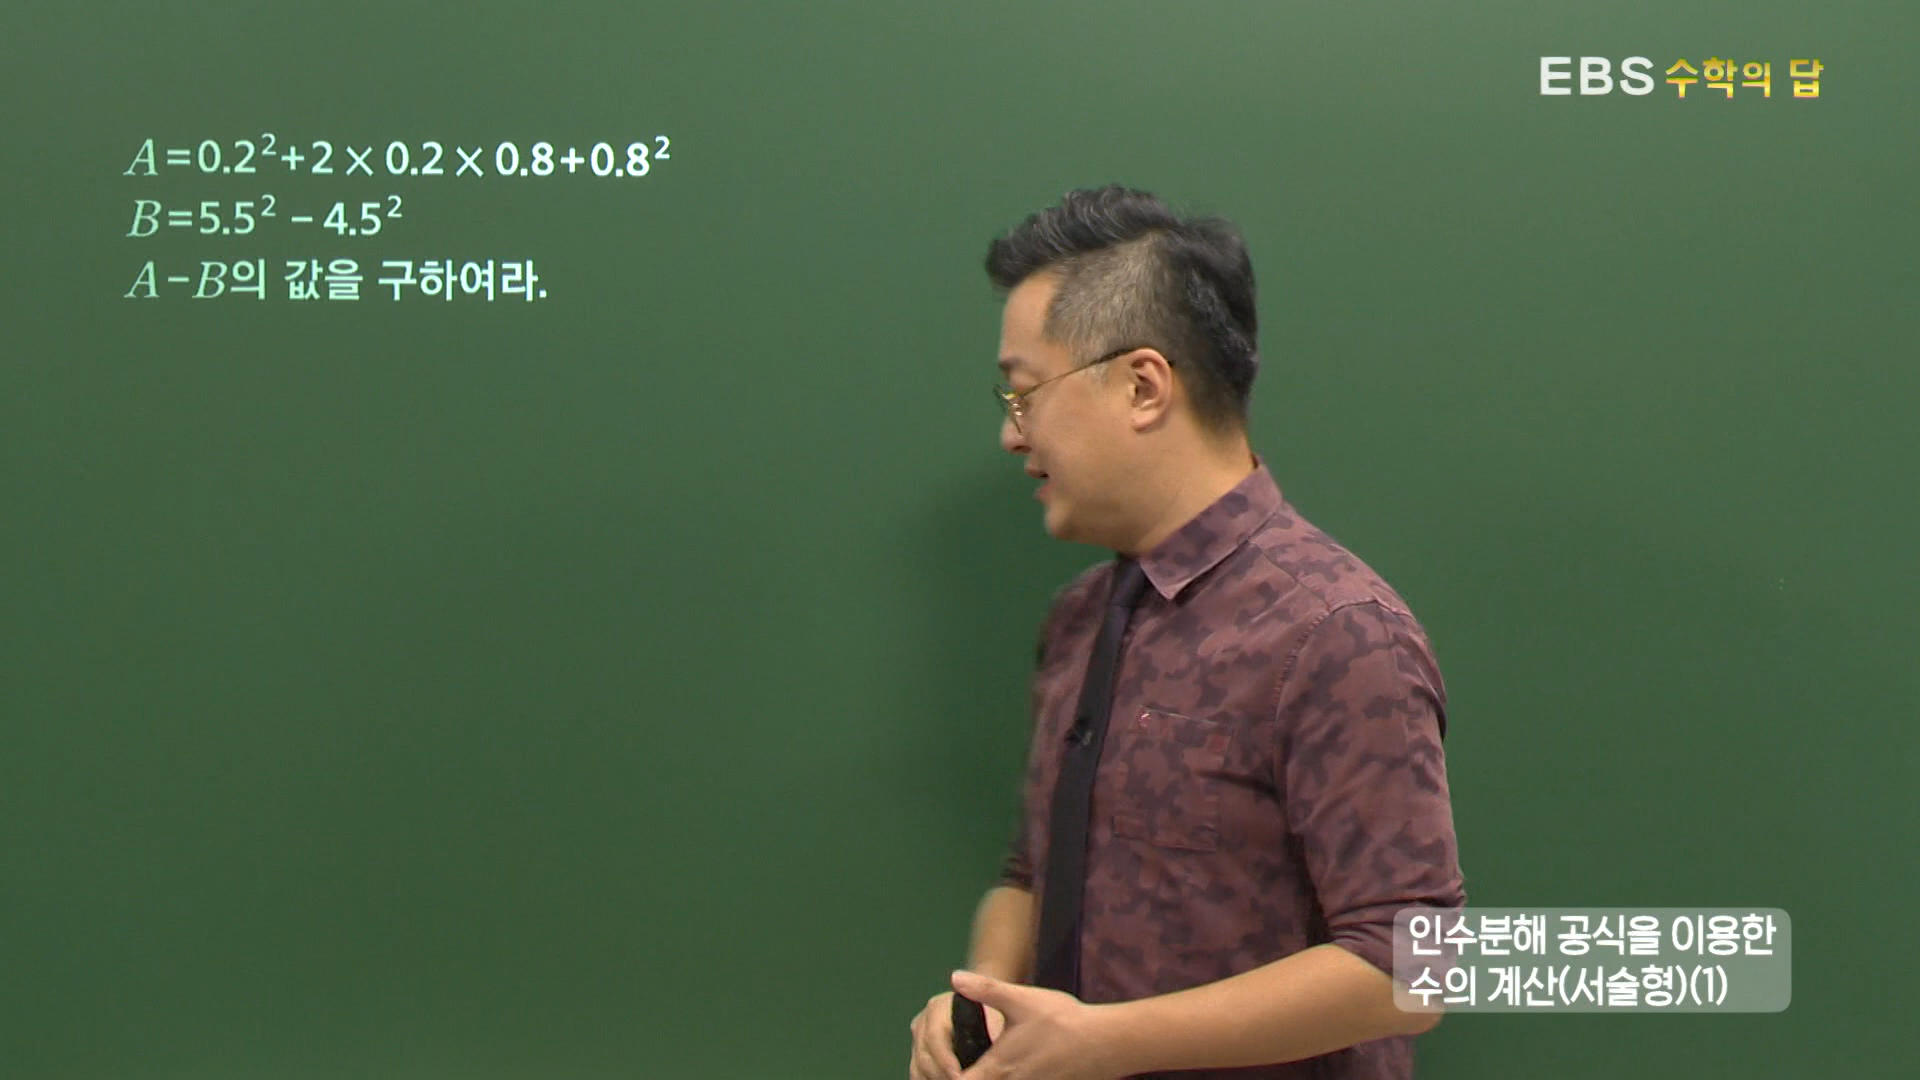 EBS 수학의 답
A=0.2²+2×0.2×0.8+0.8²
B=5.5²-4.5²
A-B의 값을 구하여라.
인수분해 공식을 이용한
수의 계산(서술형)(1)